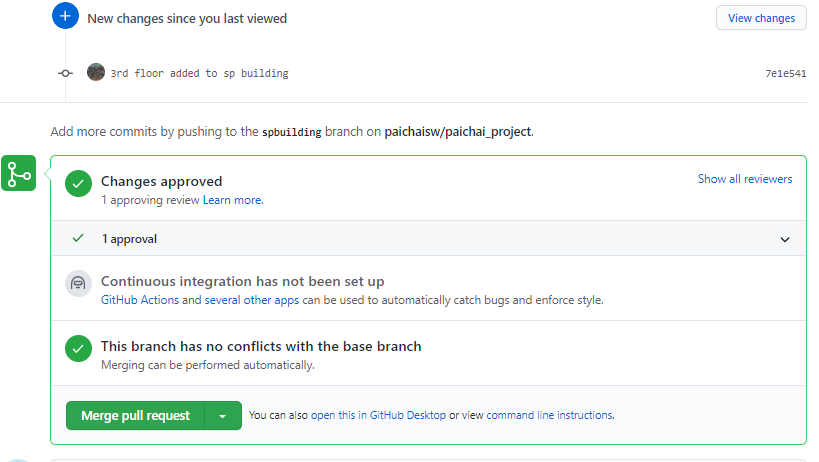 New changes since you last viewed
View changes
3rd floor added to sp building
7e1e541
Add more commits by pushing to the spbuilding branch on paichaisw/paichai_project.
Changes approved
Show all reviewers
1 approving review Learn more.
1 approval
Continuous integration has not been set up
GitHub Actions and several other apps can be used to automatically catch bugs and enforce style.
This branch has no conflicts with the base branch
Merging can be performed automatically.
Merge pull request
You can also open this in GitHub Desktop or view command line instructions.